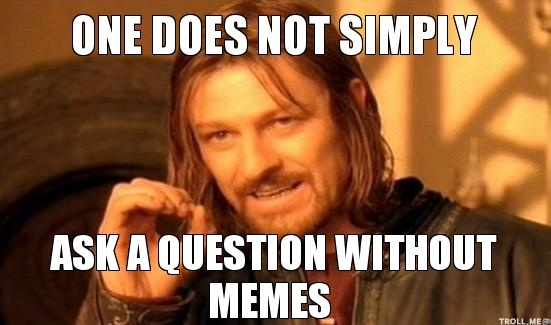 ONE DOES NOT SIMPLY
ASK A QUESTION WITHOUT
MEMES
TROLL.ME